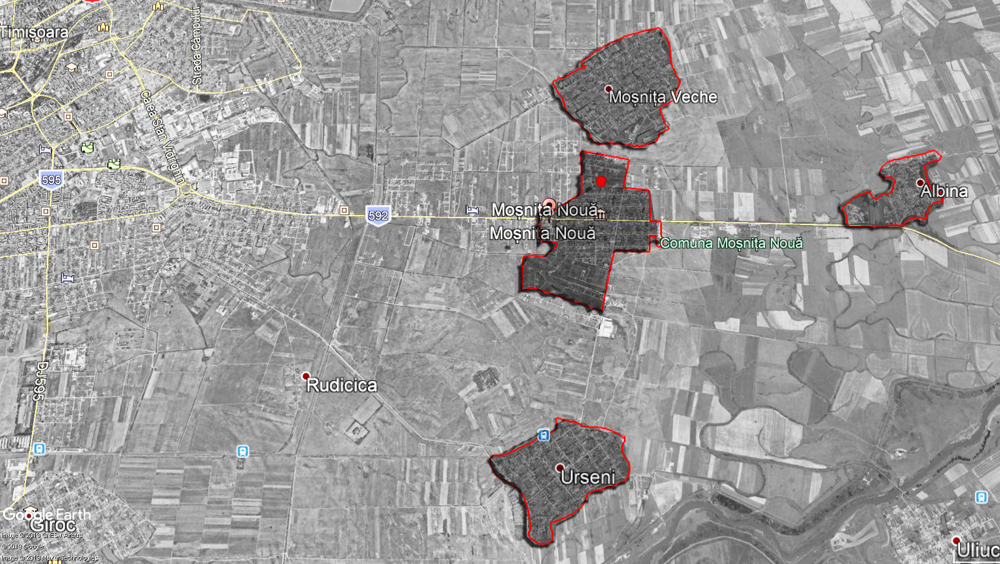 Timișoara
Strada Câmpului
Moșnița Veche
Calea Stan Vidrighin
595
Albina
592
Moșnița Nouă
Moșnița Nouă
Comuna Moșnița Nouă
DJ595
Rudicica
Urseni
Google Earth
Giroc
Image © 2019 CNES / Airbus
© 2019 Google
Image © 2019 Maxar Technologies
Uliuc